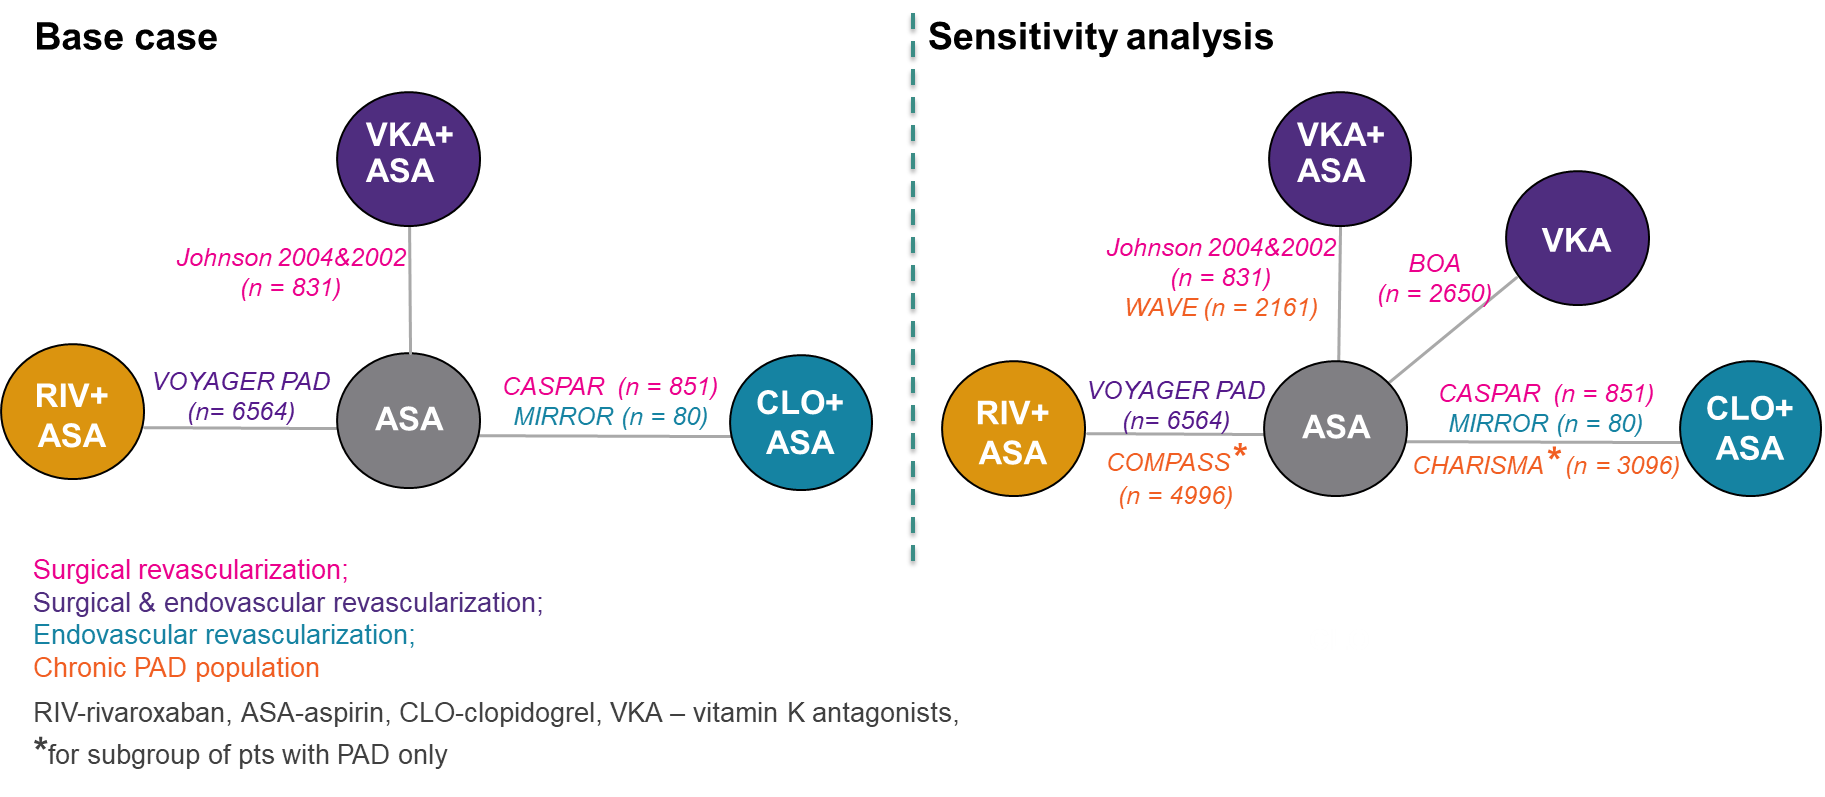 Base case
VKA+
ASA
Johnson 2004&2002
(n = 831)
RIV+
ASA
VOYAGER PAD
(n= 6564)
ASA
CASPAR (n = 851)
MIRROR (n = 80)
CLO+
ASA
Sensitivity analysis
VKA+
ASA
VKA
Johnson 2004&2002
(n = 831)
WAVE (n = 2161)
BOA
(n = 2650)
RIV+
ASA
VOYAGER PAD
(n= 6564)
COMPASS*
(n = 4996)
ASA
CASPAR (n = 851)
MIRROR (n = 80)
CHARISMA* (n = 3096)
CLO+
ASA
Surgical revascularization;
Surgical & endovascular revascularization;
Endovascular revascularization;
Chronic PAD population
RIV-rivaroxaban, ASA-aspirin, CLO-clopidogrel, VKA – vitamin K antagonists,
*for subgroup of pts with PAD only